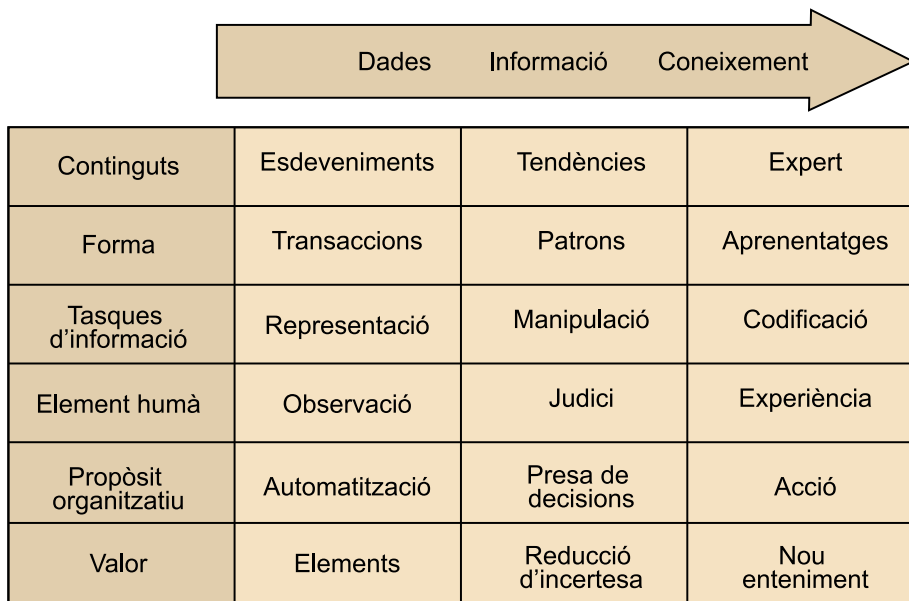 Dades Informació Coneixement
Continguts Esdeveniments Tendències Expert
Forma Transaccions Patrons Aprenentatges
Tasques
d'informació Representació Manipulació Codificació
Element humà Observació Judici Experiència
Propòsit
organitzatiu Automatització Presa de
decisions Acció
Valor Elements Reducció
d'incertesa Nou
enteniment